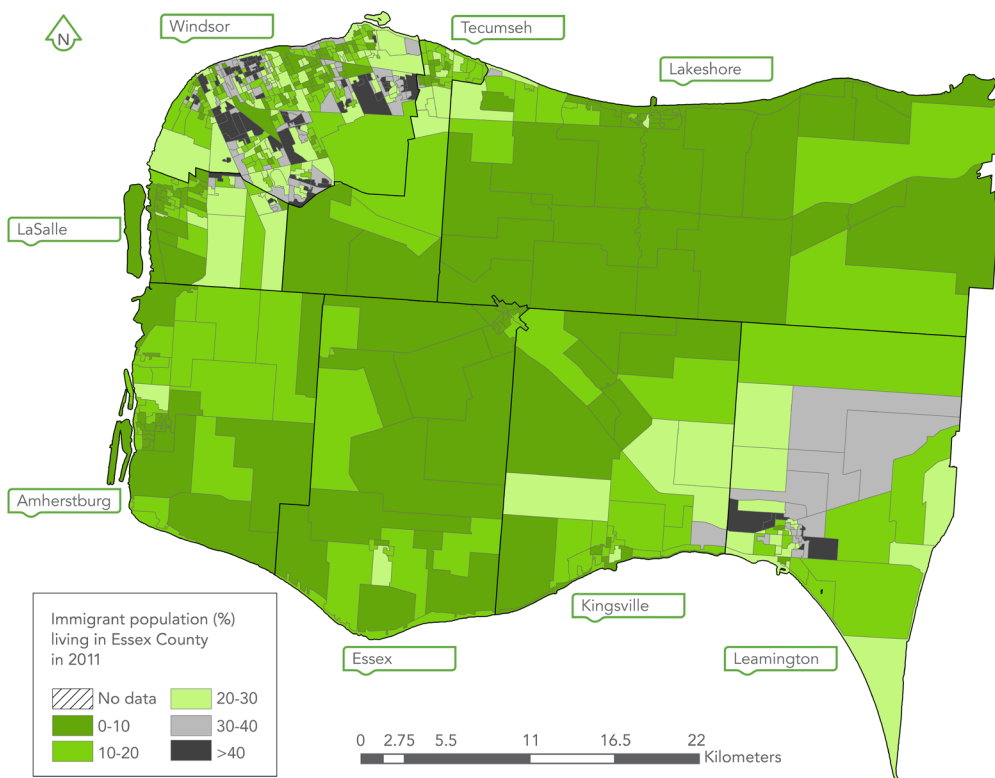 N
Windsor
Tecumseh
Lakeshore
LaSalle
Amherstburg
Kingsville
Essex
Leamington
Immigrant population (%)
living in Essex County
in 2011
No data
0-10
10-20
20-30
30-40
>40
0 2.75 5.5 11 16.5 22
Kilometers